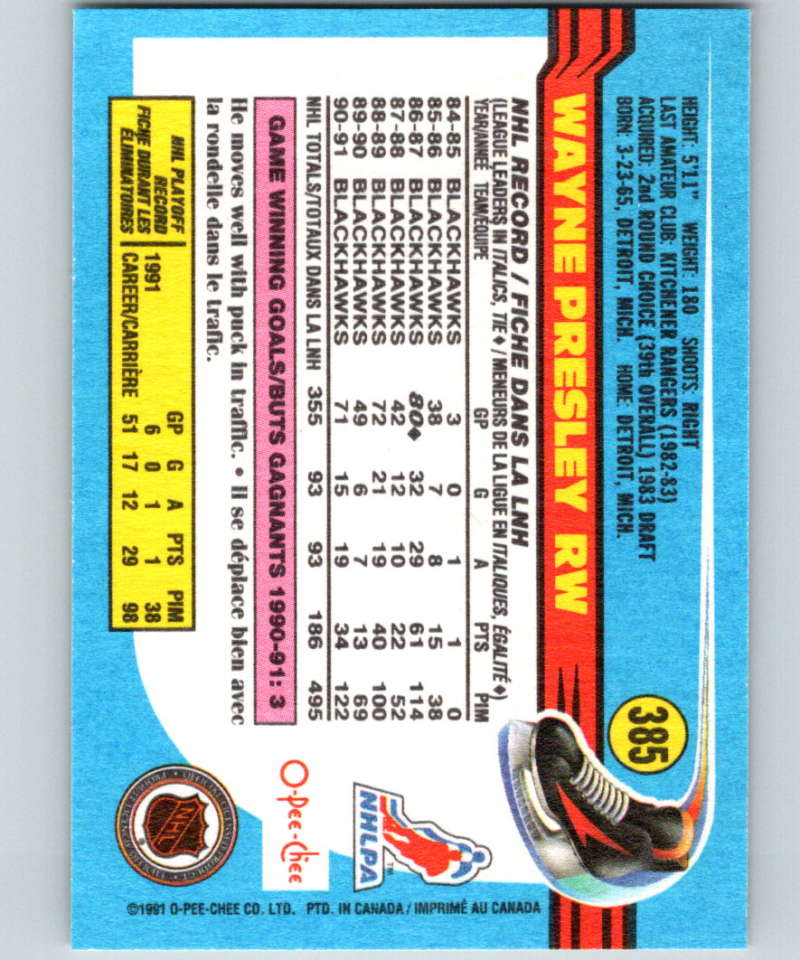 385
HEIGHT: 5'11" WEIGHT: 180 SHOOTS: RIGHT
LAST AMATEUR CLUB: KITCHENER RANGERS (1982-83)
ACQUIRED: 2nd ROUND CHOICE (39th OVERALL) 1983 DRAFT
BORN: 3-23-65, DETROIT, MICH. HOME: DETROIT, MICH.
WAYNE PRESLEY RW
NHL RECORD / FICHE DANS LA LNH
(LEAGUE LEADERS IN ITALICS, TIE ♦ / MENEURS DE LA LIGUE EN ITALIQUES, ÉGALITÉ ♦)
YEAR/ANNÉE TEAM/ÉQUIPE GP G A PTS PIM
84-85 BLACKHAWKS 3 0 1 1 0
85-86 BLACKHAWKS 38 7 8 15 38
86-87 BLACKHAWKS 80♦ 32 29 61 114
87-88 BLACKHAWKS 42 12 10 22 52
88-89 BLACKHAWKS 72 21 19 40 100
89-90 BLACKHAWKS 49 6 7 13 69
90-91 BLACKHAWKS 71 15 19 34 122
NHL TOTALS/TOTAUX DANS LA LNH 355 93 93 186 495
GAME WINNING GOALS/BUTS GAGNANTS 1990-91: 3
He moves well with puck in traffic. • Il se déplace bien avec
la rondelle dans le trafic.
NHL PLAYOFF
RECORD
FICHE DURANT LES
ÉLIMINATOIRES
GP G A PTS PIM
1991 6 0 1 1 38
CAREER/CARRIÈRE 51 17 12 29 98
NHLPA
TM
O-Pee-Chee
NHL
©1991 O-PEE-CHEE CO. LTD. PTD. IN CANADA / IMPRIMÉ AU CANADA